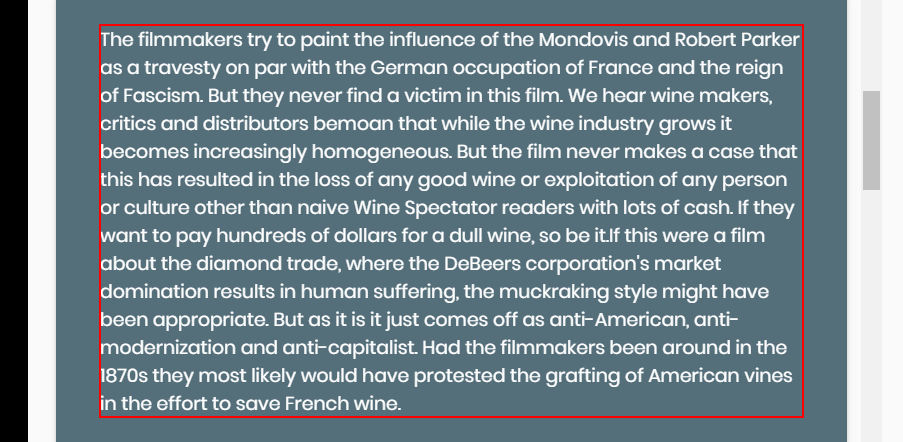 The filmmakers try to paint the influence of the Mondovis and Robert Parker
as a travesty on par with the German occupation of France and the reign
of Fascism. But they never find a victim in this film. We hear wine makers,
critics and distributors bemoan that while the wine industry grows it
becomes increasingly homogeneous. But the film never makes a case that
this has resulted in the loss of any good wine or exploitation of any person
or culture other than naive Wine Spectator readers with lots of cash. If they
want to pay hundreds of dollars for a dull wine, so be it.If this were a film
about the diamond trade, where the DeBeers corporation's market
domination results in human suffering, the muckraking style might have
been appropriate. But as it is it just comes off as anti-American, anti-
modernization and anti-capitalist. Had the filmmakers been around in the
1870s they most likely would have protested the grafting of American vines
in the effort to save French wine.